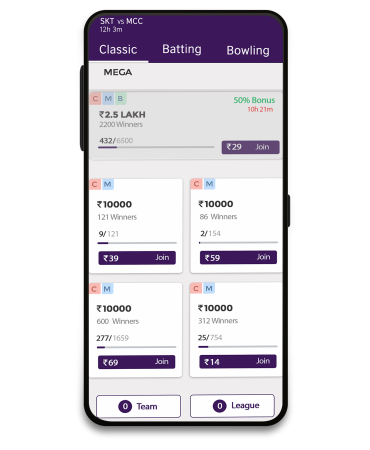 SKT vs MCC
12h 3m
Classic Batting Bowling
MEGA
C M B
50% Bonus
10h 21m
₹2.5 LAKH
2200 Winners
432/6500
₹29 Join
C M
₹10000
121 Winners
9/121
₹39 Join
C M
₹10000
86 Winners
2/154
₹59 Join
C M
₹10000
600 Winners
277/1659
₹69 Join
C M
₹10000
312 Winners
25/754
₹14 Join
0 Team
0 League